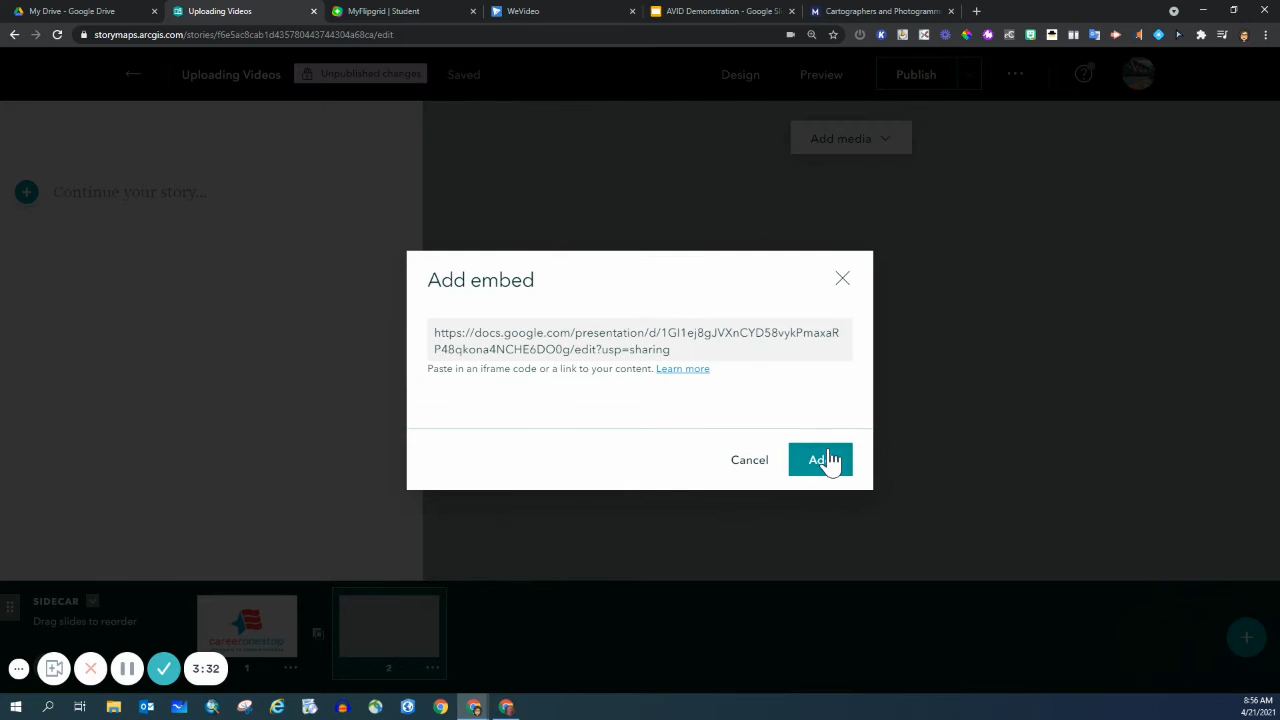 My Drive - Google Drive
Uploading Videos
MyFlipgrid | Student
WeVideo
AVID Demonstration - Google Sl
Cartographers and Photogramm
storymaps.arcgis.com/stories/f6e5ac8cab1d435780443744304a68ca/edit
Uploading Videos
Unpublished changes
Saved
Design
Preview
Publish
Add media
Continue your story...
Add embed
https://docs.google.com/presentation/d/1GI1ej8gJVXnCYD58vykPmaxaR
P48qkona4NCHE6DO0g/edit?usp=sharing
Paste in an iframe code or a link to your content. Learn more
Cancel
SIDECAR
Drag slides to reorder
careeronestop
1
2
3:32
8:56 AM
4/21/2021